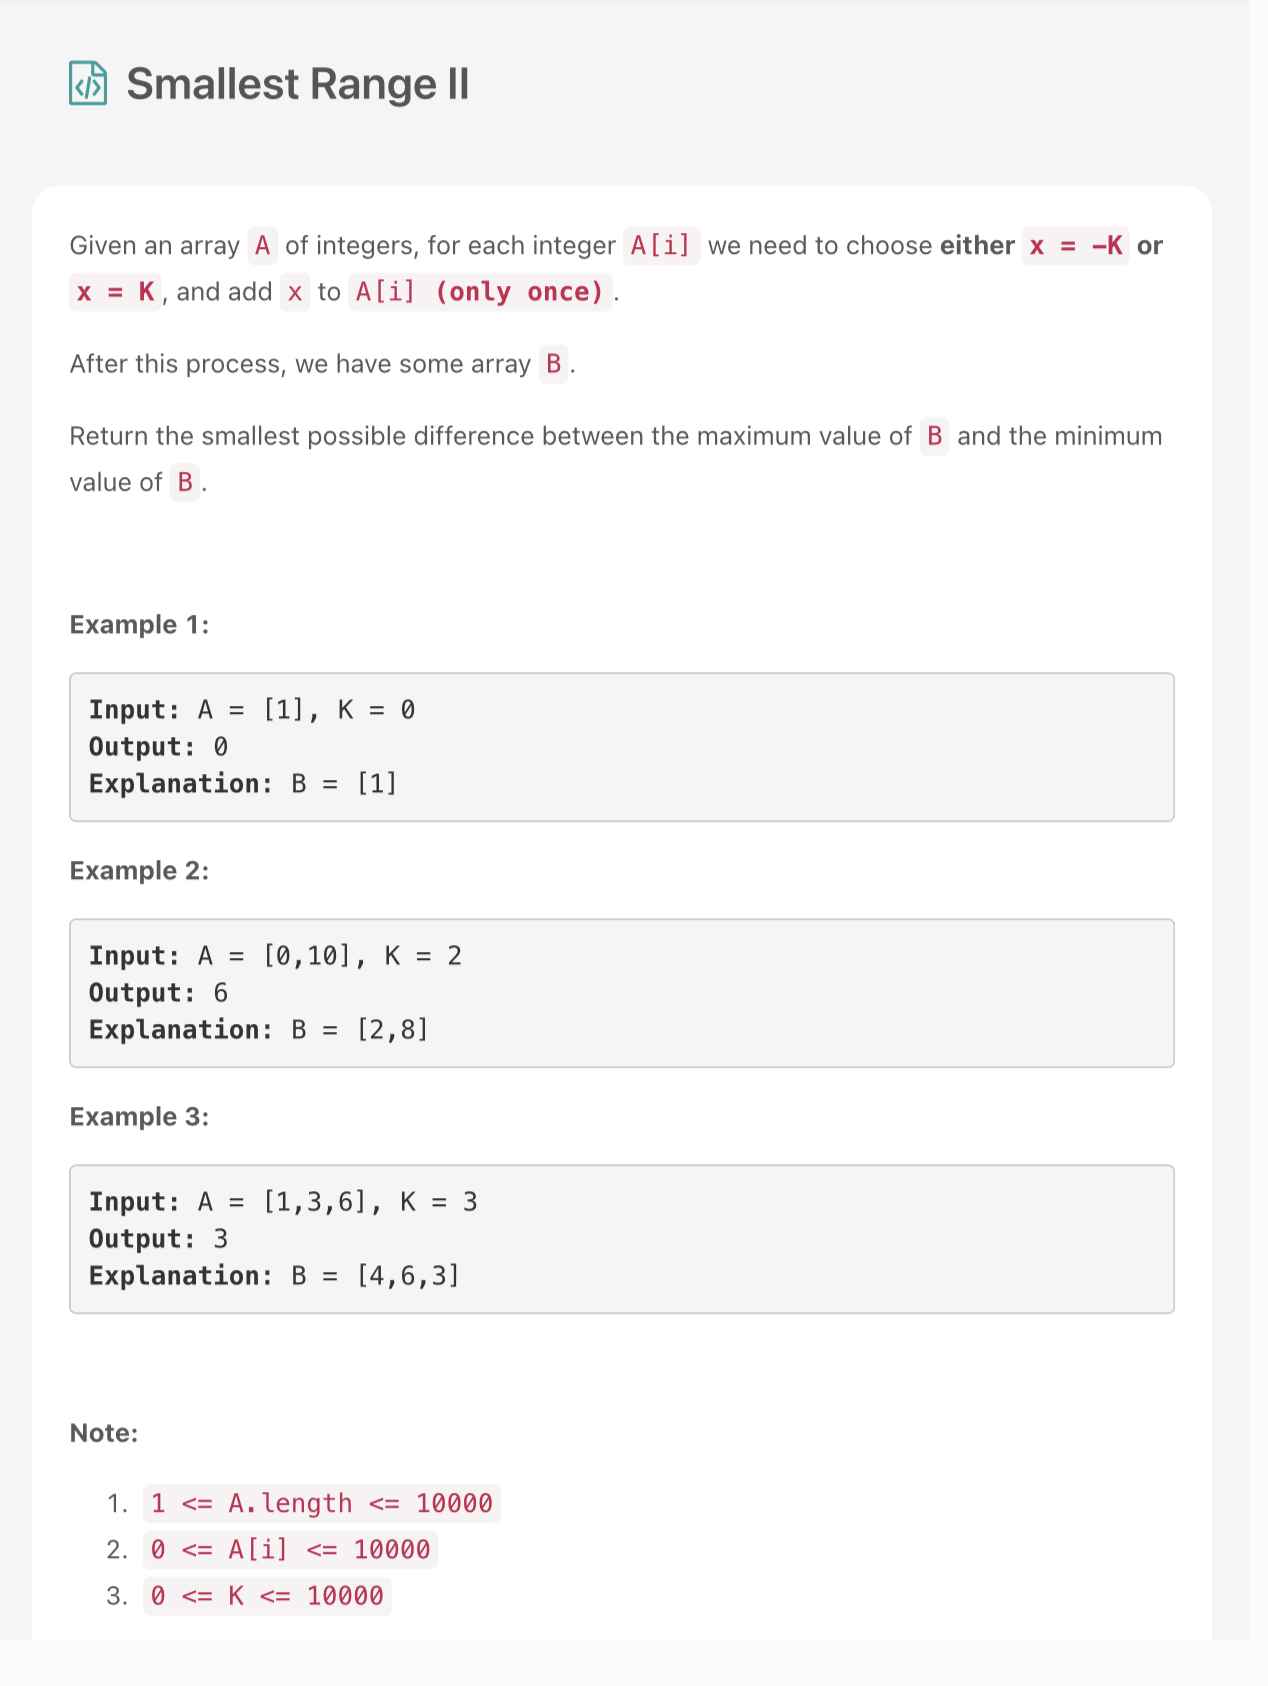 Smallest Range II
Given an array A of integers, for each integer A[i] we need to choose either x = -K or
x = K, and add x to A[i] (only once).
After this process, we have some array B.
Return the smallest possible difference between the maximum value of B and the minimum
value of B.
Example 1:
Input: A = [1], K = 0
Output: 0
Explanation: B = [1]
Example 2:
Input: A = [0,10], K = 2
Output: 6
Explanation: B = [2,8]
Example 3:
Input: A = [1,3,6], K = 3
Output: 3
Explanation: B = [4,6,3]
Note:
1. 1 <= A.length <= 10000
2. 0 <= A[i] <= 10000
3. 0 <= K <= 10000